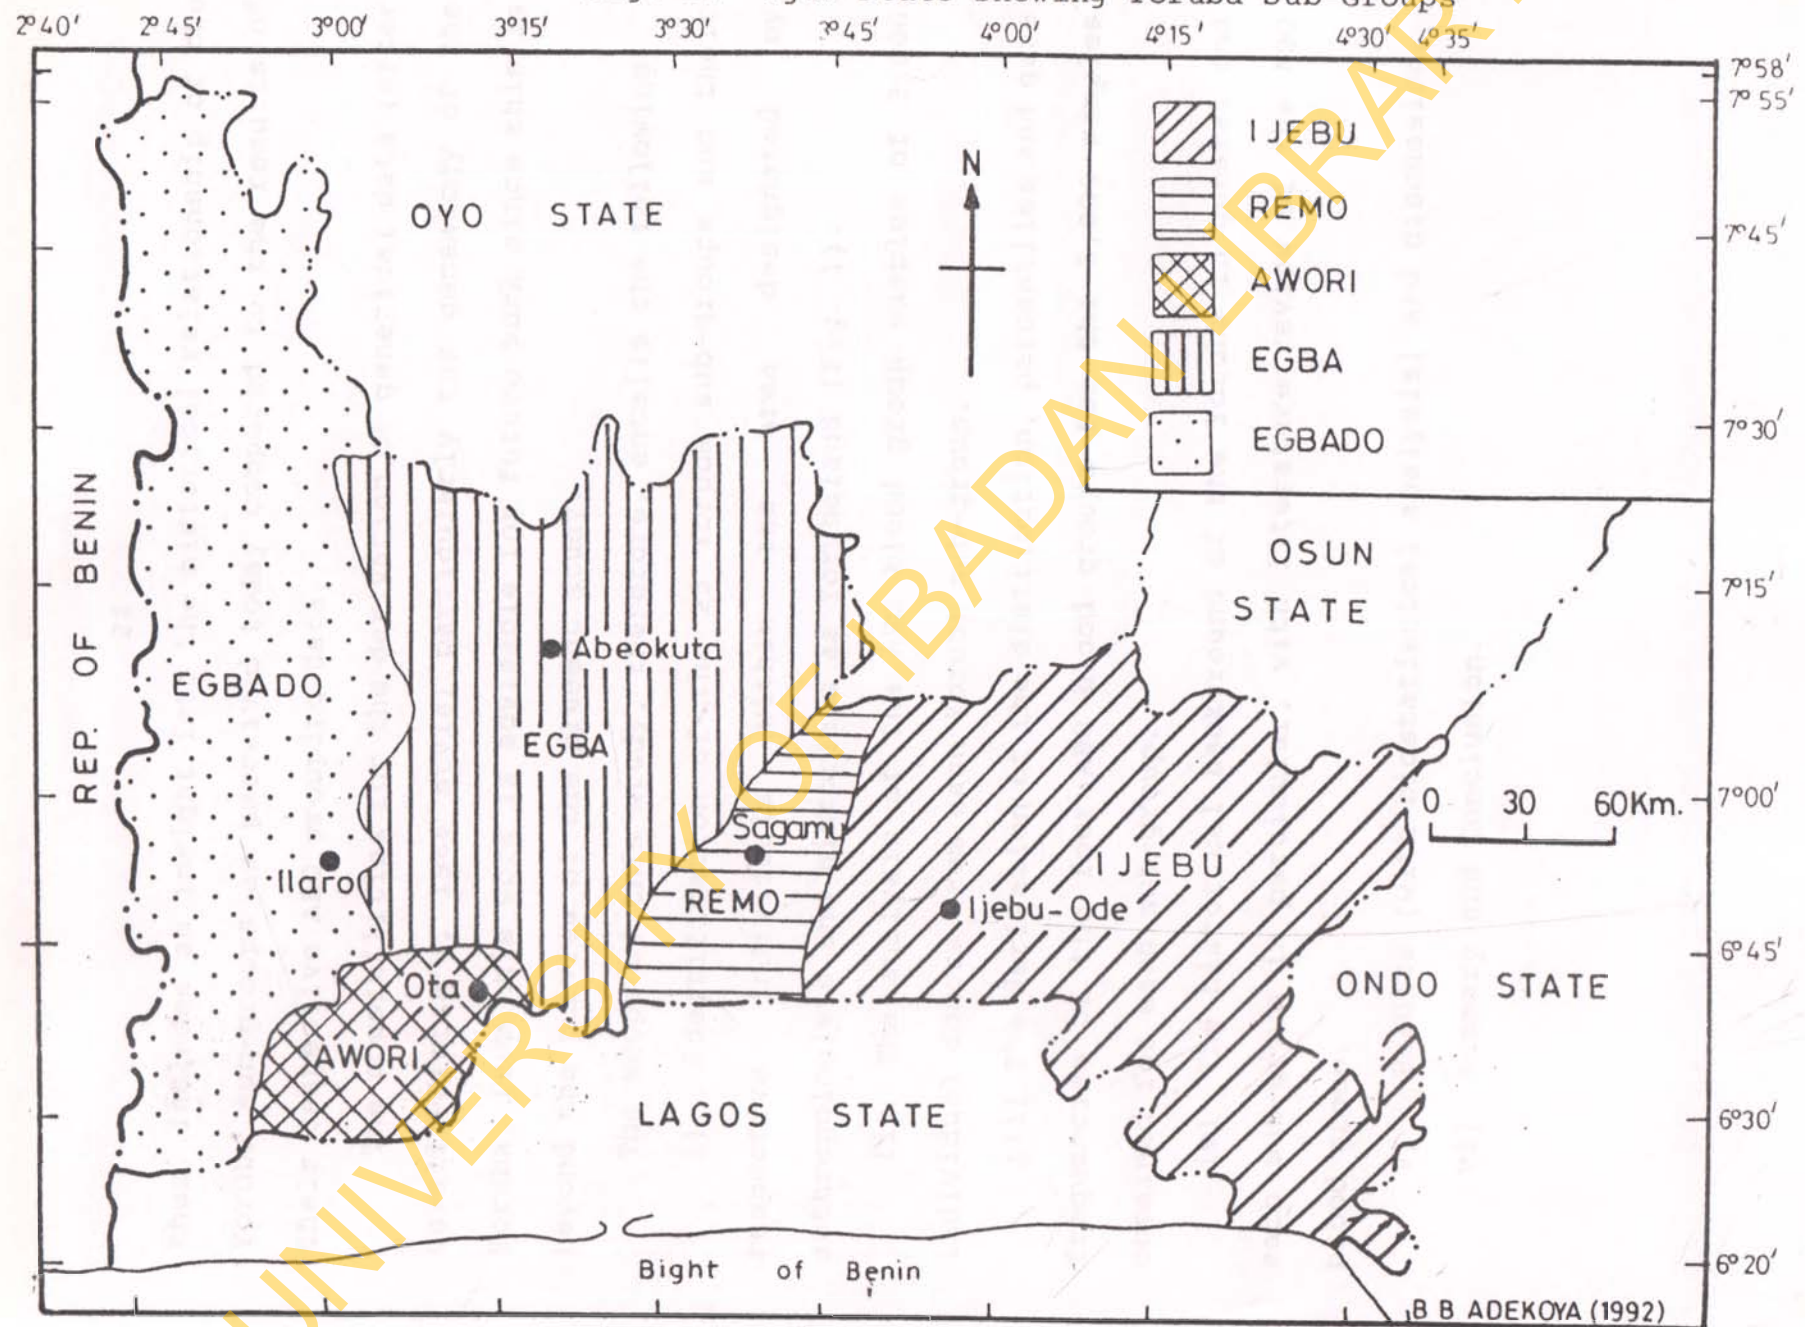 Showing Yoruba Sub Groups
2°40′ 2°45′ 3°00′ 3°15′ 3°30′ 3°45′ 4°00′ 4°15′ 4°30′ 4°35′
7°58′
7°55′
7°45′
7°30′
7°15′
7°00′
6°45′
6°30′
6°20′
IJEBU
REMO
AWORI
EGBA
EGBADO
N
OYO STATE
OSUN
STATE
REP. OF BENIN
Abeokuta
EGBADO
EGBA
0 30 60Km.
Sagamu
IJEBU
Ilaro
REMO
Ijebu-Ode
Ota
ONDO STATE
AWORI
LAGOS STATE
Bight of Benin
B B ADEKOYA (1992)
UNIVERSITY OF IBADAN LIBRARY